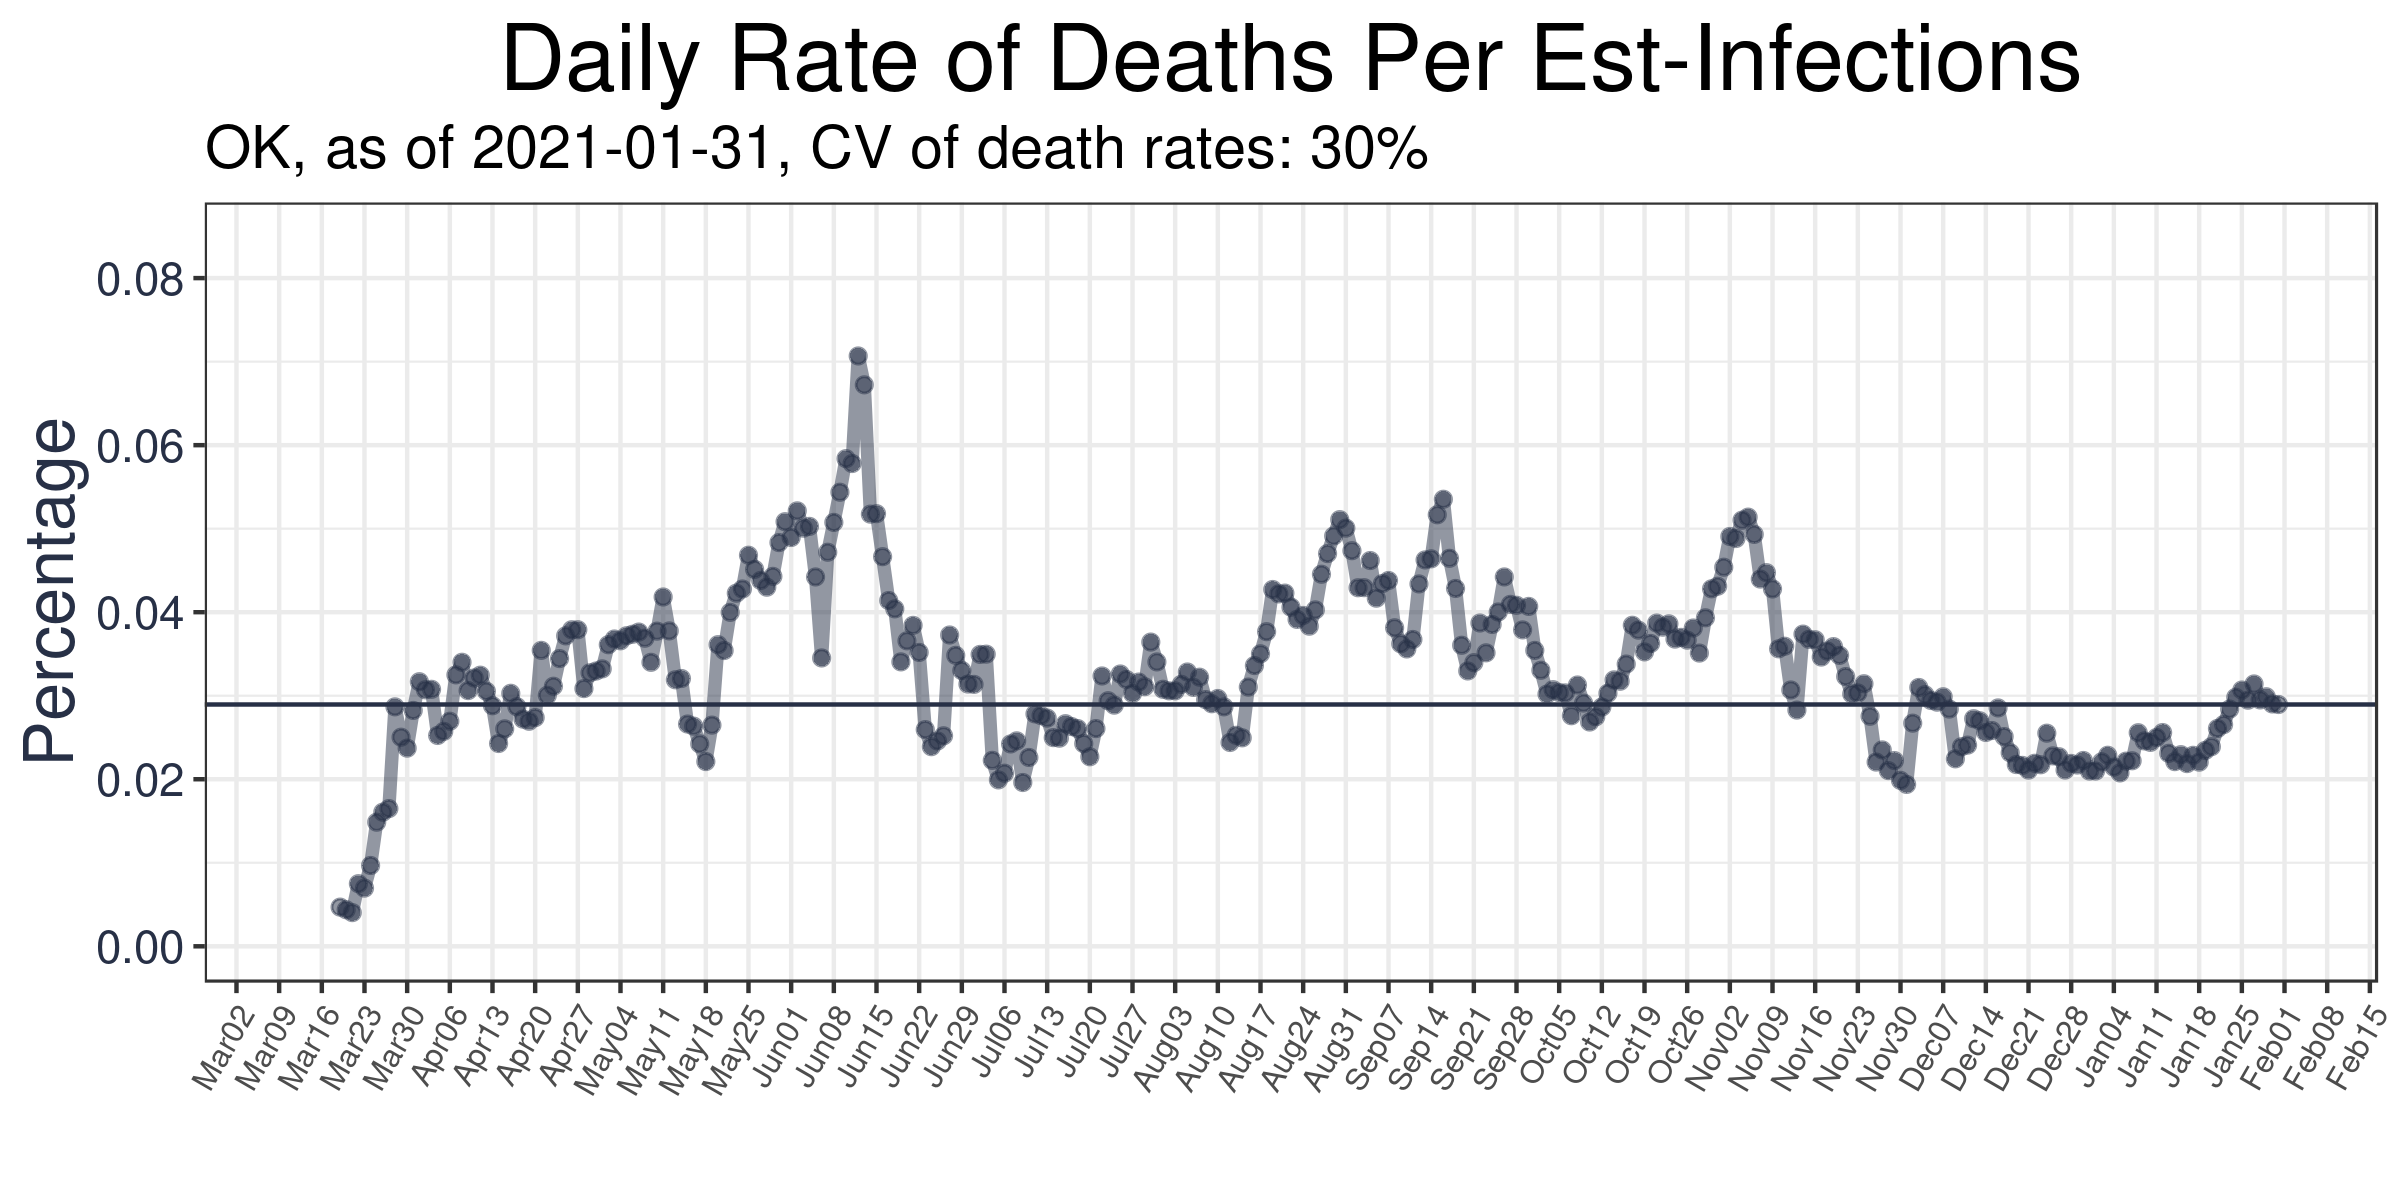 Daily Rate of Deaths Per Est-Infections
OK, as of 2021-01-31, CV of death rates: 30%
Percentage
0.08
0.06
0.04
0.02
0.00
Mar02
Mar09
Mar16
Mar23
Mar30
Apr06
Apr13
Apr20
Apr27
May04
May11
May18
May25
Jun01
Jun08
Jun15
Jun22
Jun29
Jul06
Jul13
Jul20
Jul27
Aug03
Aug10
Aug17
Aug24
Aug31
Sep07
Sep14
Sep21
Sep28
Oct05
Oct12
Oct19
Oct26
Nov02
Nov09
Nov16
Nov23
Nov30
Dec07
Dec14
Dec21
Dec28
Jan04
Jan11
Jan18
Jan25
Feb01
Feb08
Feb15